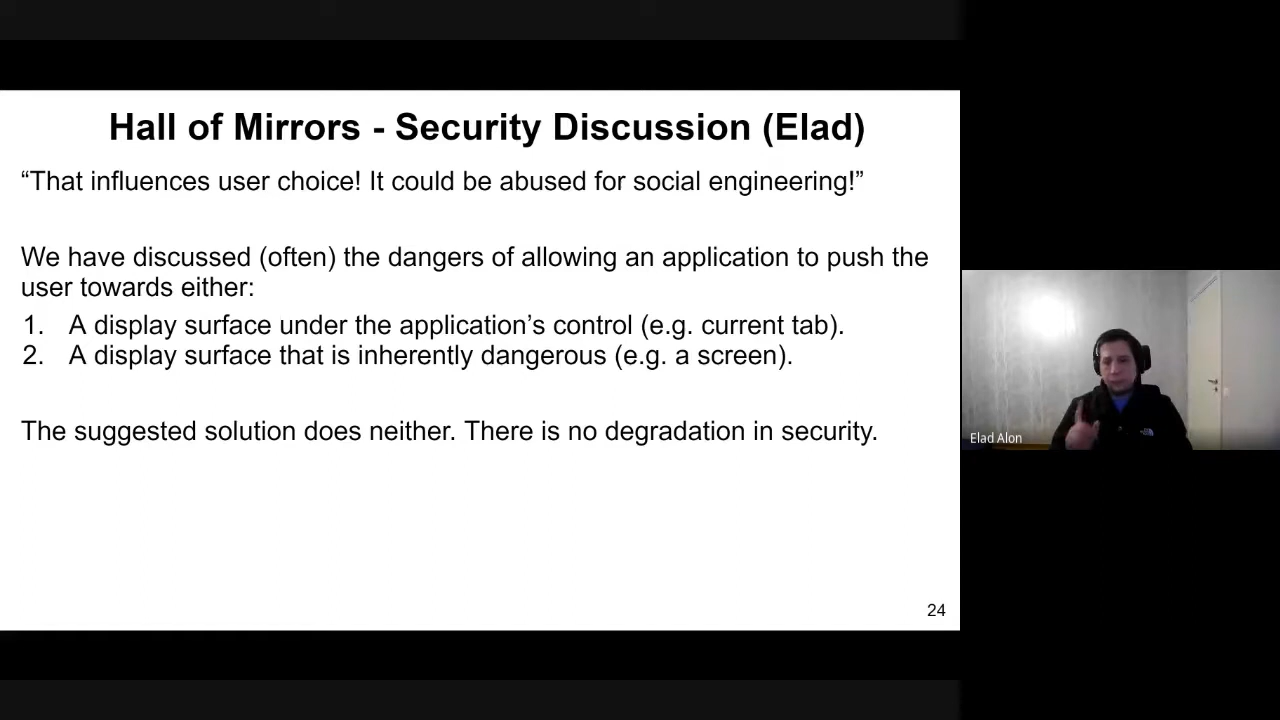 Hall of Mirrors - Security Discussion (Elad)
“That influences user choice! It could be abused for social engineering!”
We have discussed (often) the dangers of allowing an application to push the
user towards either:
1. A display surface under the application’s control (e.g. current tab).
2. A display surface that is inherently dangerous (e.g. a screen).
The suggested solution does neither. There is no degradation in security.
24
Elad Alon